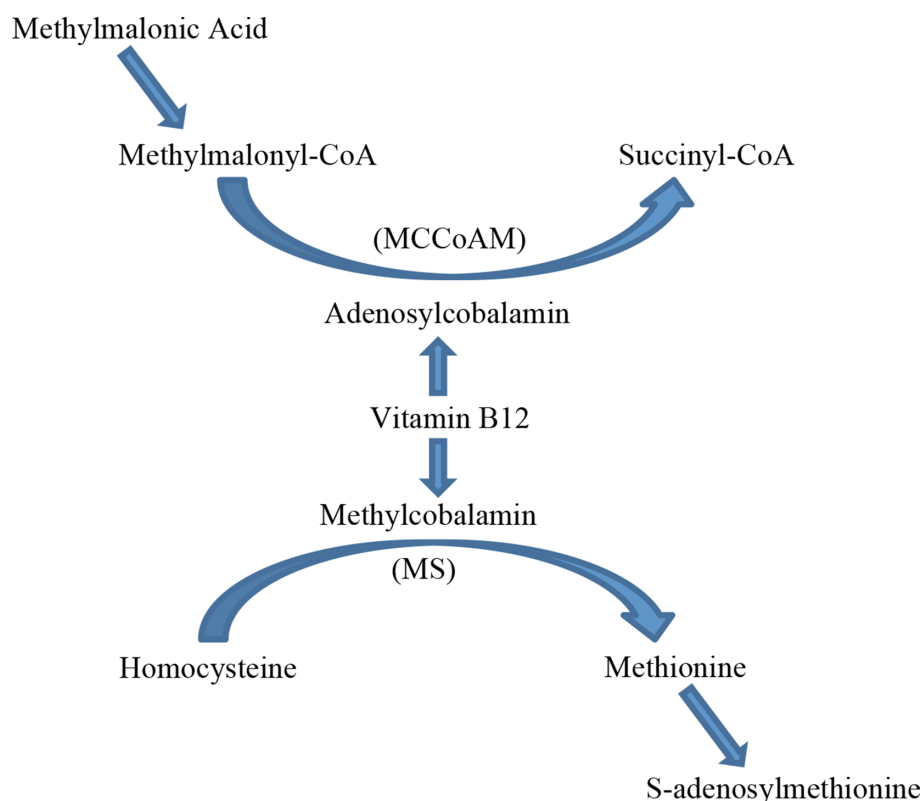 Methylmalonic Acid
Methylmalonyl-CoA
Succinyl-CoA
(MCCoAM)
Adenosylcobalamin
Vitamin B12
Methylcobalamin
(MS)
Homocysteine
Methionine
S-adenosylmethionine